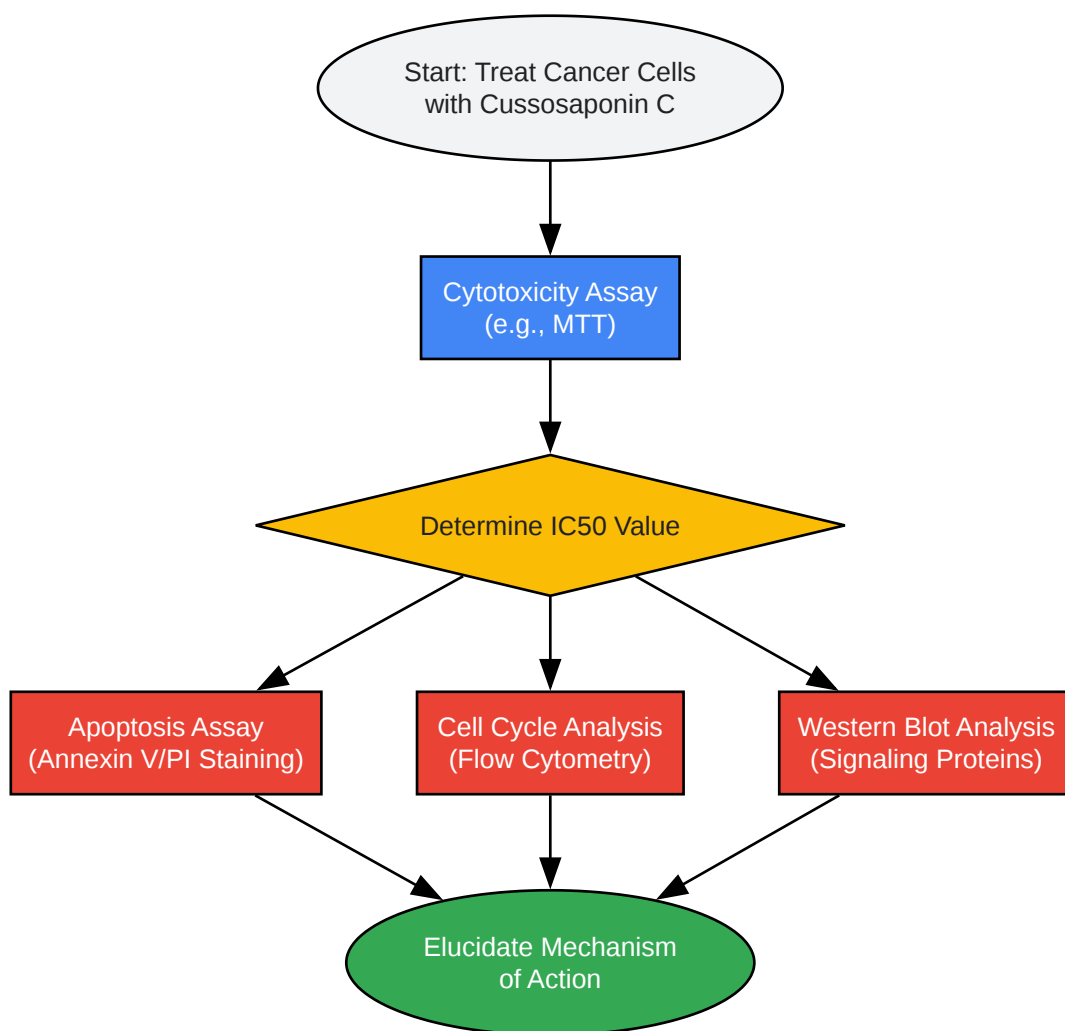 Start: Treat Cancer Cells
with Cussosaponin C
Cytotoxicity Assay
(e.g., MTT)
Determine IC50 Value
Apoptosis Assay
(Annexin V/PI Staining)
Cell Cycle Analysis
(Flow Cytometry)
Western Blot Analysis
(Signaling Proteins)
Elucidate Mechanism
of Action